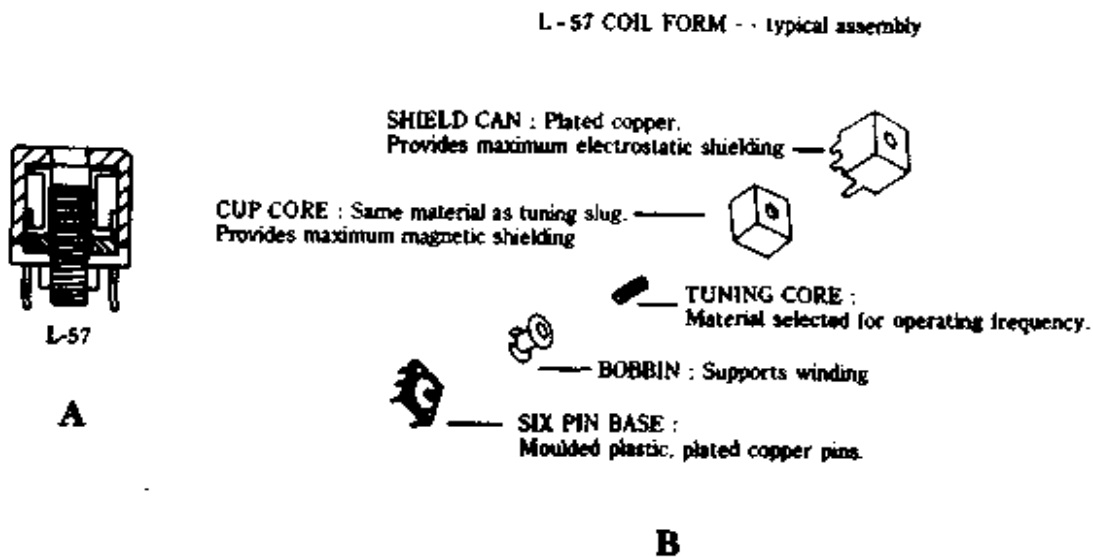 L-57 COIL FORM -- typical assembly
SHIELD CAN : Plated copper.
Provides maximum electrostatic shielding
CUP CORE : Same material as tuning slug.
Provides maximum magnetic shielding
TUNING CORE :
Material selected for operating frequency.
L-57
BOBBIN : Supports winding
A
SIX PIN BASE :
Moulded plastic, plated copper pins.
B